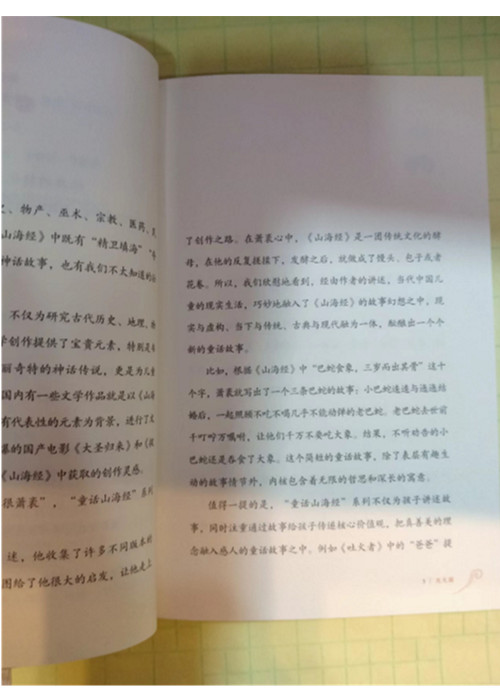 、物产、巫术、宗教、医药、
山海经》中既有“精卫填海”“
神话故事，也有我们不太知道的
不仅为研究古代历史、地理、
学创作提供了宝贵元素，特别是
丽奇特的神话传说，更是为儿
国内有一些文学作品就是以《山
有代表性的元素为背景，进行了
爆的国产电影《大圣归来》和《
《山海经》中获取的创作灵感。
很萧袤”，“童话山海经”系列
述，他收集了许多不同版本的
图给了他很大的启发，让他走上
了创作之路。在萧袤心中，《山海经》是一团传统文化的酵
母，在他的反复揉搓下，发酵之后，就做成了馒头、包子或者
花卷。所以，我们欣慰地看到，经由作者的讲述，当代中国儿
童的现实生活，巧妙地融入了《山海经》的故事幻想之中，现
实与虚构、当下与传统、古典与现代融为一体，酝酿出一个个
新的童话故事。
比如，根据《山海经》中“巴蛇食象，三岁而出其骨”这十
个字，萧袤就写出了一个三条巴蛇的故事：小巴蛇逶逶与迤迤结
婚后，一起照顾不吃不喝几乎不能动弹的老巴蛇。老巴蛇去世前
千叮咛万嘱咐，让他们千万不要吃大象。结果，不听劝告的小
巴蛇还是吞食了大象。这个简短的童话故事，除了表层有趣生
动的故事情节外，内核包含着无限的哲思和深长的寓意。
值得一提的是，“童话山海经”系列不仅为孩子讲述故
事，同时注重通过故事给孩子传递核心价值观，把真善美的理
念融入感人的童话故事之中。例如《吐火者》中的“爸爸”提